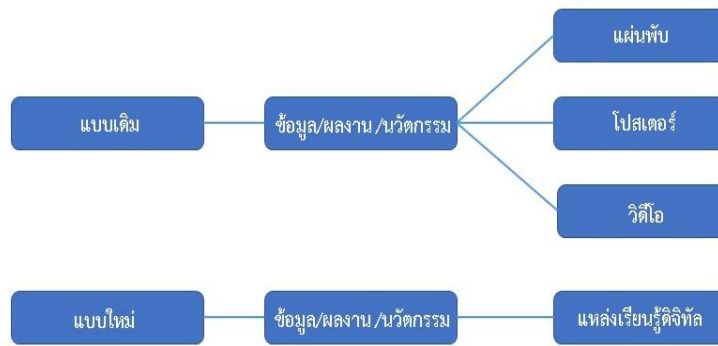 แผ่นพับ
แบบเดิม
ข้อมูล/ผลงาน/นวัตกรรม
โปสเตอร์
วิดีโอ
แบบใหม่
ข้อมูล/ผลงาน/นวัตกรรม
แหล่งเรียนรู้ดิจิทัล